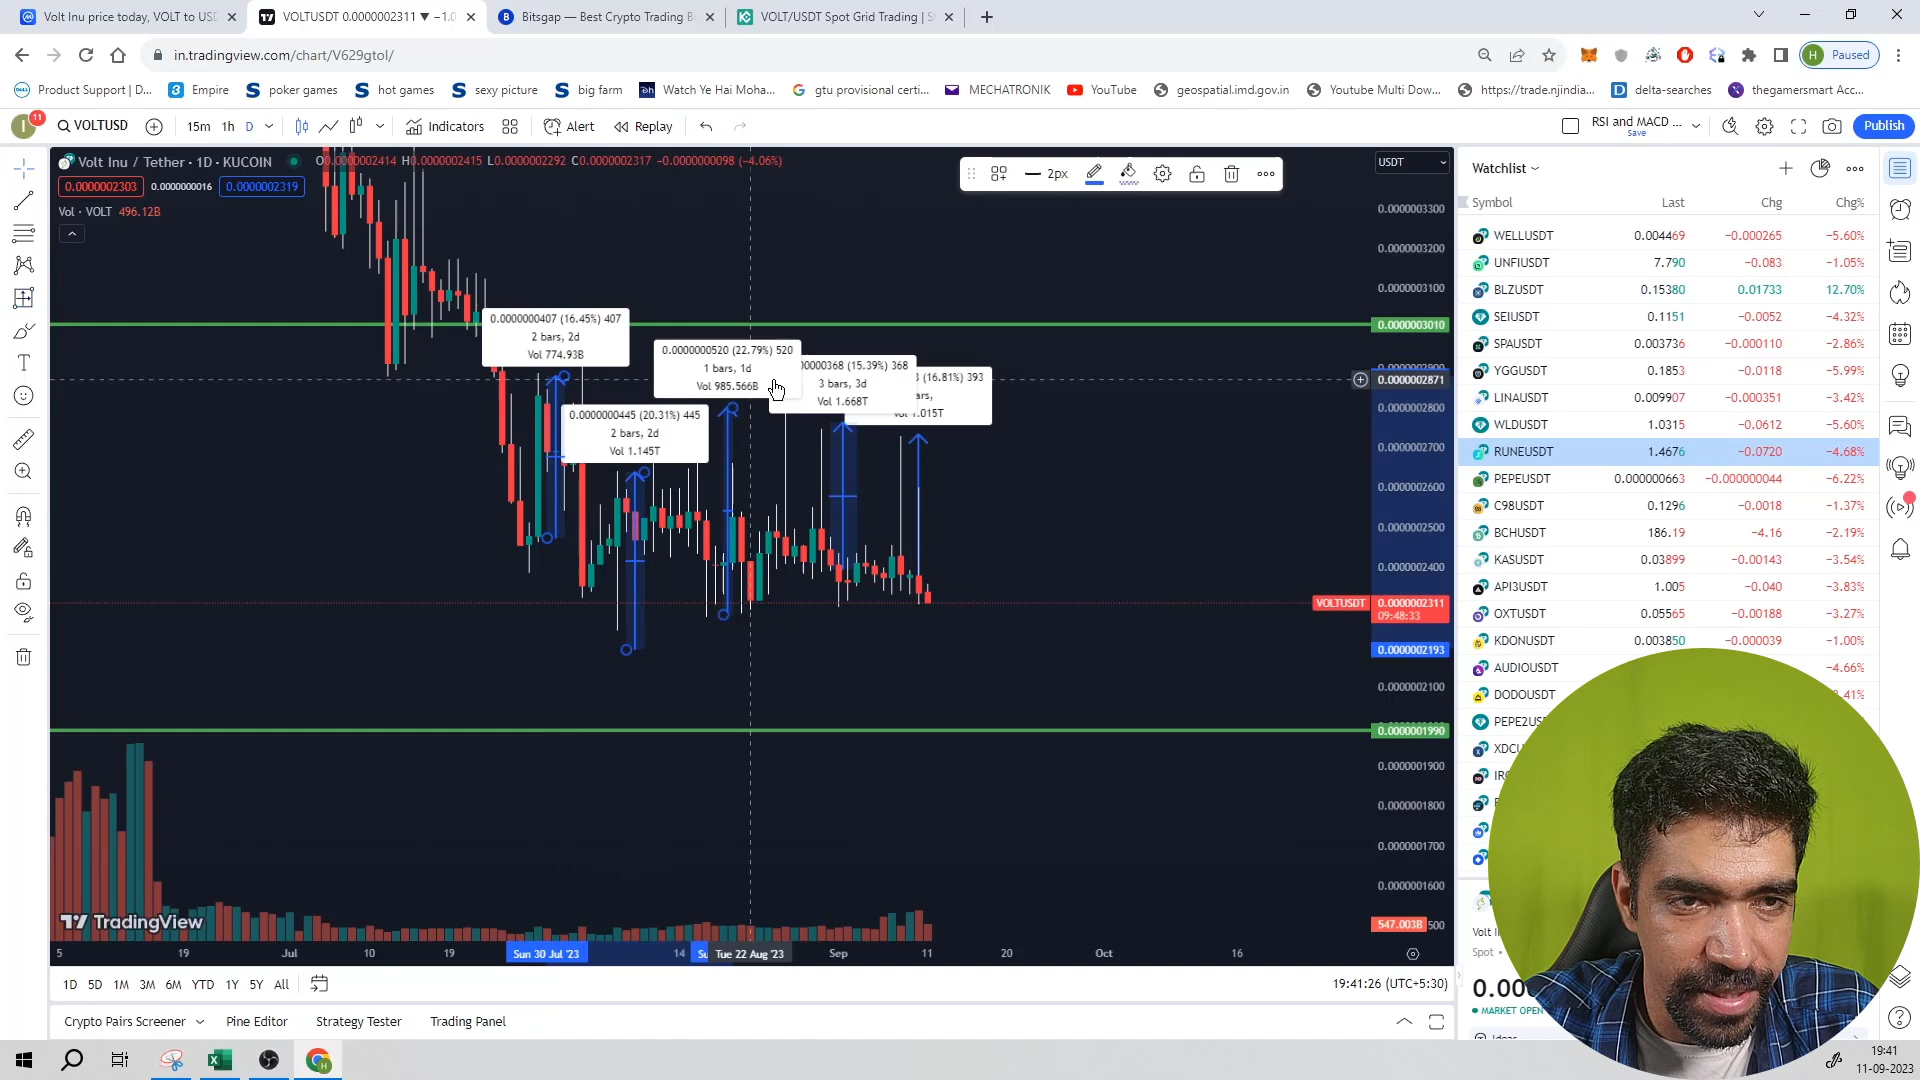 Volt Inu price today, VOLT to USD
VOLTUSDT 0.0000002311 ▼ −1.0
Bitsgap — Best Crypto Trading B
VOLT/USDT Spot Grid Trading | S
in.tradingview.com/chart/V629gtol/
Paused
Product Support | D...
Empire
poker games
hot games
sexy picture
big farm
Watch Ye Hai Moha...
gtu provisional certi...
MECHATRONIK
YouTube
geospatial.imd.gov.in
Youtube Multi Dow...
https://trade.njindia...
delta-searches
thegamersmart Acc...
11
VOLTUSD
15m
1h
D
Indicators
Alert
Replay
RSI and MACD ...
Save
Publish
Volt Inu / Tether · 1D · KUCOIN
O0.0000002414 H0.0000002415 L0.0000002292 C0.0000002317 −0.0000000098 (−4.06%)
0.0000002303
0.0000000016
0.0000002319
Vol · VOLT 496.12B
2px
USDT
0.0000003300
0.0000003200
0.0000003100
0.0000003010
0.0000002871
0.0000002800
0.0000002700
0.0000002600
0.0000002500
0.0000002400
VOLTUSDT
0.0000002311
09:48:33
0.0000002193
0.0000002100
0.0000001990
0.0000001900
0.0000001800
0.0000001700
0.0000001600
547.003B
500
0.0000000407 (16.45%) 407
2 bars, 2d
Vol 774.93B
0.0000000445 (20.31%) 445
2 bars, 2d
Vol 1.145T
0.0000000520 (22.79%) 520
1 bars, 1d
Vol 985.566B
00000368 (15.39%) 368
3 bars, 3d
Vol 1.668T
(16.81%) 393
Vol 1.015T
TradingView
5
19
Jul
10
19
Sun 30 Jul '23
14
Su
Tue 22 Aug '23
Sep
11
20
Oct
16
1D
5D
1M
3M
6M
YTD
1Y
5Y
All
19:41:26 (UTC+5:30)
Crypto Pairs Screener
Pine Editor
Strategy Tester
Trading Panel
Watchlist
Symbol Last Chg Chg%
WELLUSDT 0.004469 −0.000265 −5.60%
UNFIUSDT 7.790 −0.083 −1.05%
BLZUSDT 0.15380 0.01733 12.70%
SEIUSDT 0.1151 −0.0052 −4.32%
SPAUSDT 0.003736 −0.000110 −2.86%
YGGUSDT 0.1853 −0.0118 −5.99%
LINAUSDT 0.009907 −0.000351 −3.42%
WLDUSDT 1.0315 −0.0612 −5.60%
RUNEUSDT 1.4676 −0.0720 −4.68%
PEPEUSDT 0.000000663 −0.000000044 −6.22%
C98USDT 0.1296 −0.0018 −1.37%
BCHUSDT 186.19 −4.16 −2.19%
KASUSDT 0.03899 −0.00143 −3.54%
API3USDT 1.005 −0.040 −3.83%
OXTUSDT 0.05565 −0.00188 −3.27%
KDONUSDT 0.003850 −0.000039 −1.00%
AUDIOUSDT −4.66%
DODOUSDT .41%
PEPE2US
XDCU
Volt I
Spot
0.00
MARKET OPEN
19:41
11-09-2023